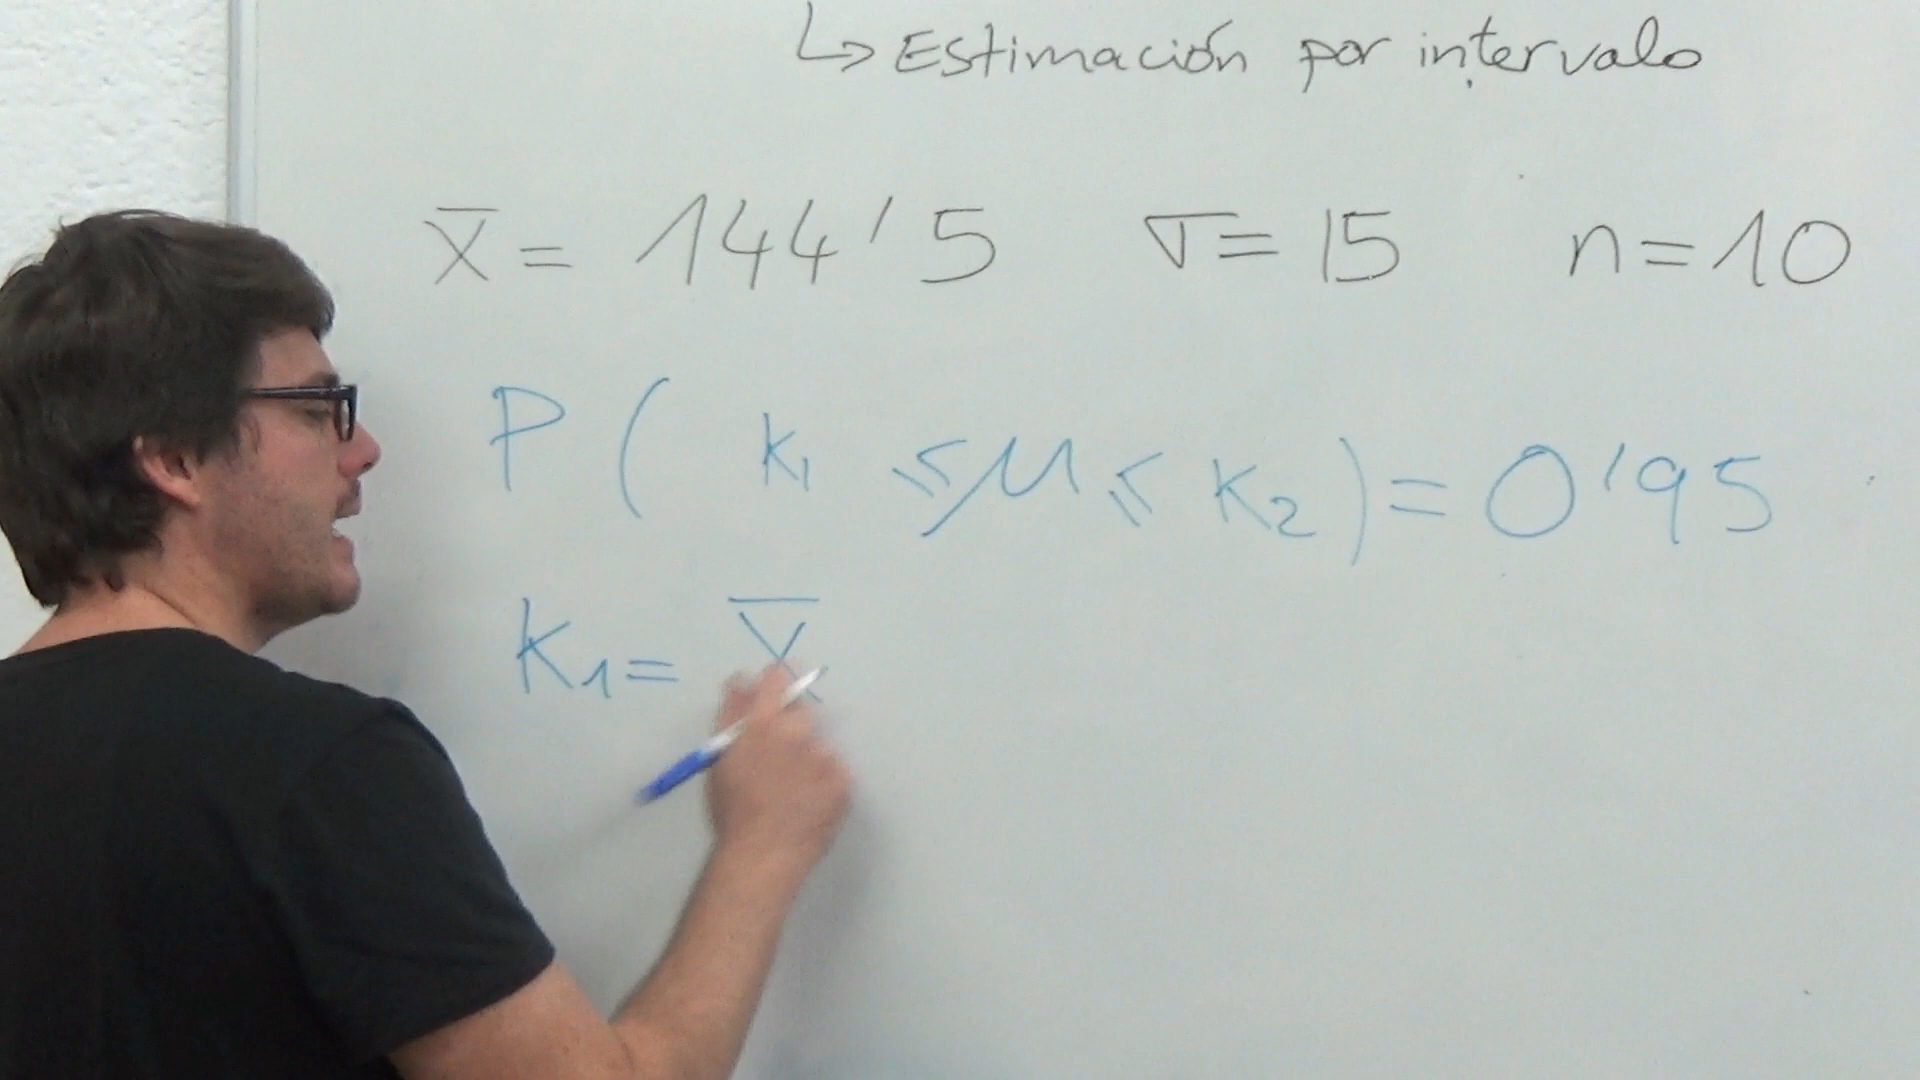 ↳ Estimación por intervalo
x̅ = 144'5 σ = 15 n = 10
P ( k₁ ≤ μ ≤ k₂ ) = 0'95
k₁ = x̅